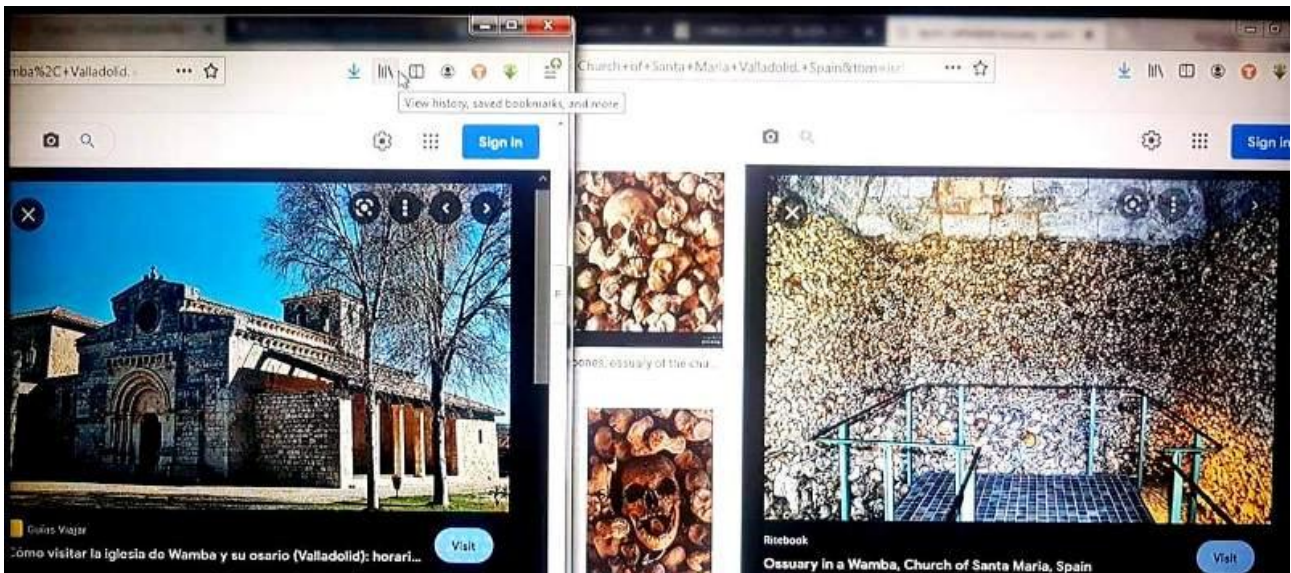 mba%2C+Valladolid.
Church+of+Santa+Maria+Valladolid.+Spain&tbm=isc
View history, saved bookmarks, and more
Sign in
Sign in
bones, ossuary of the chu...
Guías Viajar
Cómo visitar la iglesia de Wamba y su osario (Valladolid): horari...
Visit
Ritebook
Ossuary in a Wamba, Church of Santa Maria, Spain
Visit